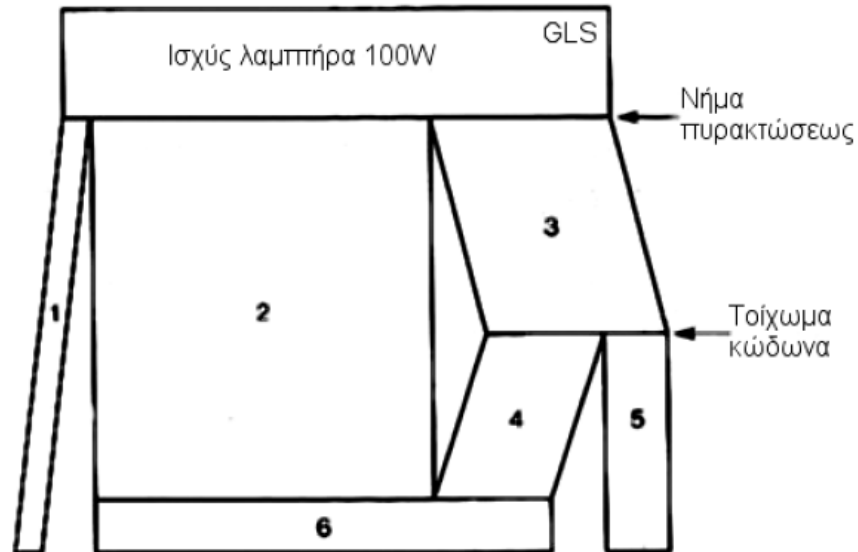 GLS
Ισχύς λαμπτήρα 100W
Νήμα
πυρακτώσεως
3
1
2
Τοίχωμα
κώδωνα
4
5
6